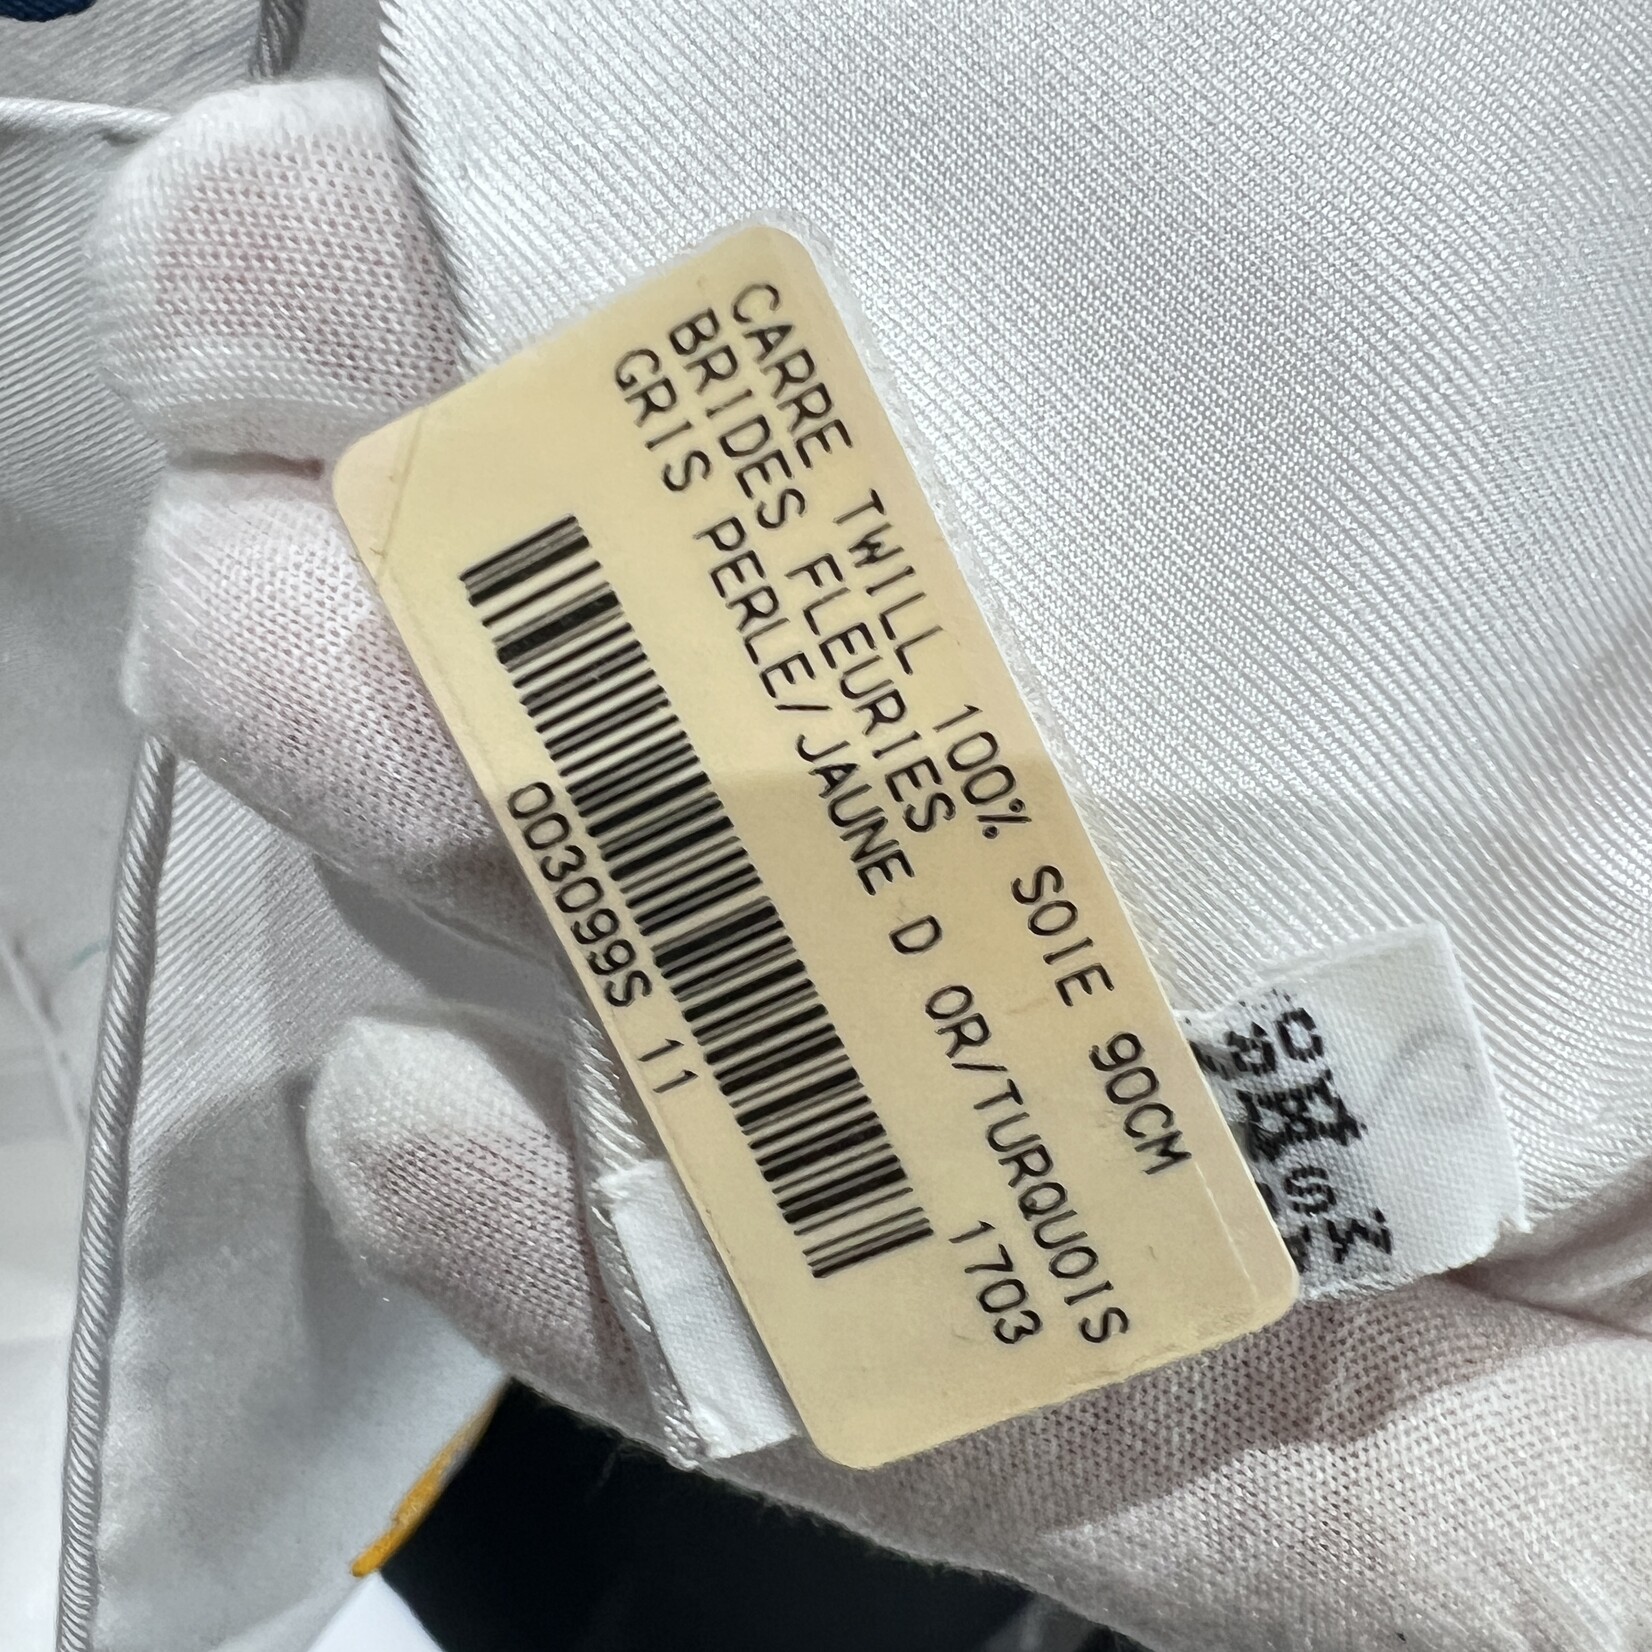 CARRE TWILL 100% SOIE 90CM
BRIDES FLEURIES
GRIS PERLE/JAUNE D OR/TURQUOIS
1703
003099S 11